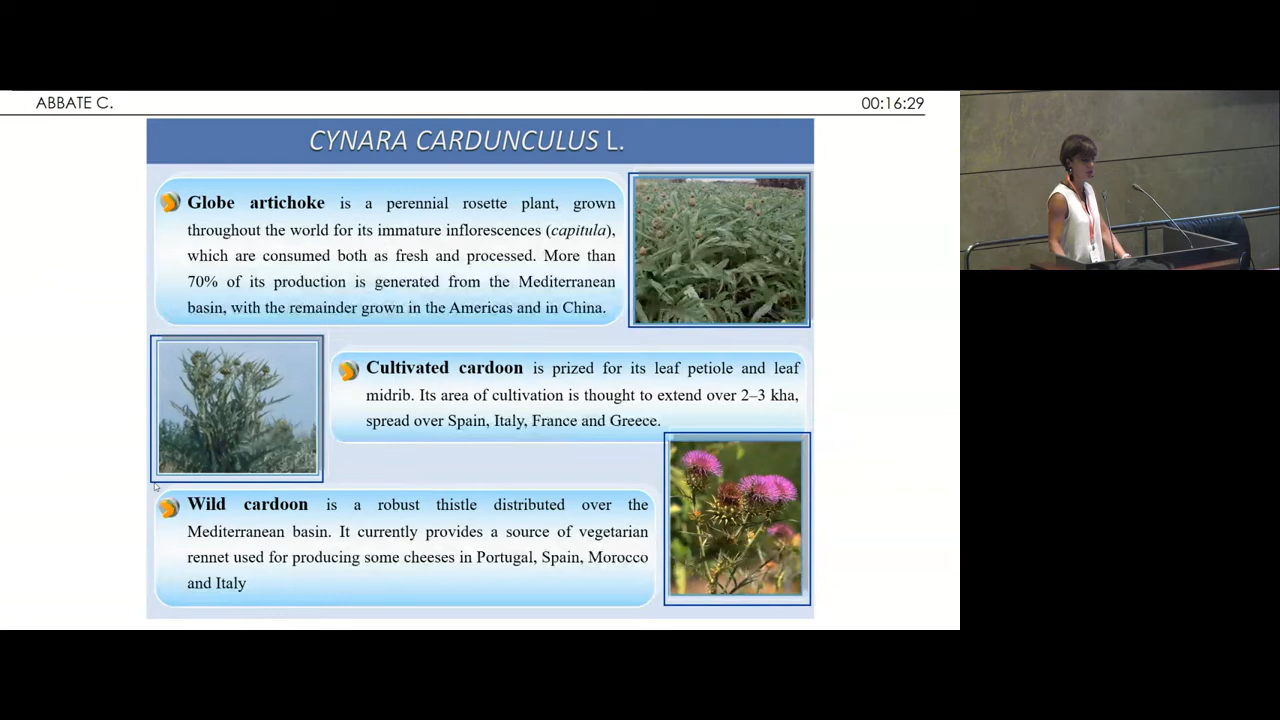 ABBATE C.
00:16:29
CYNARA CARDUNCULUS L.
Globe artichoke is a perennial rosette plant, grown
throughout the world for its immature inflorescences (capitula),
which are consumed both as fresh and processed. More than
70% of its production is generated from the Mediterranean
basin, with the remainder grown in the Americas and in China.
Cultivated cardoon is prized for its leaf petiole and leaf
midrib. Its area of cultivation is thought to extend over 2–3 kha,
spread over Spain, Italy, France and Greece.
Wild cardoon is a robust thistle distributed over the
Mediterranean basin. It currently provides a source of vegetarian
rennet used for producing some cheeses in Portugal, Spain, Morocco
and Italy